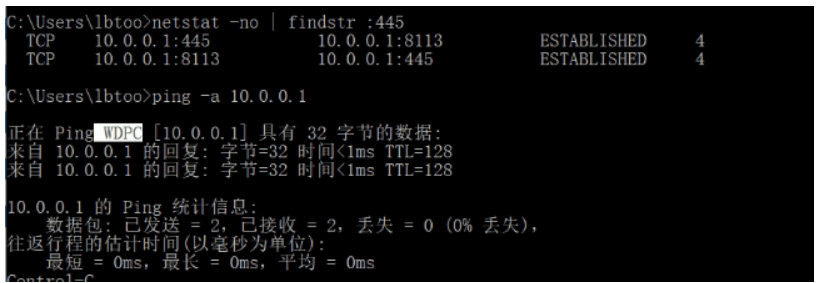 C:\Users\lbtoo>netstat -no | findstr :445
TCP 10.0.0.1:445 10.0.0.1:8113 ESTABLISHED 4
TCP 10.0.0.1:8113 10.0.0.1:445 ESTABLISHED 4
C:\Users\lbtoo>ping -a 10.0.0.1
正在 Ping WDPC [10.0.0.1] 具有 32 字节的数据:
来自 10.0.0.1 的回复: 字节=32 时间<1ms TTL=128
来自 10.0.0.1 的回复: 字节=32 时间<1ms TTL=128
10.0.0.1 的 Ping 统计信息:
数据包: 已发送 = 2，已接收 = 2，丢失 = 0 (0% 丢失)，
往返行程的估计时间(以毫秒为单位):
最短 = 0ms，最长 = 0ms，平均 = 0ms
Control-C